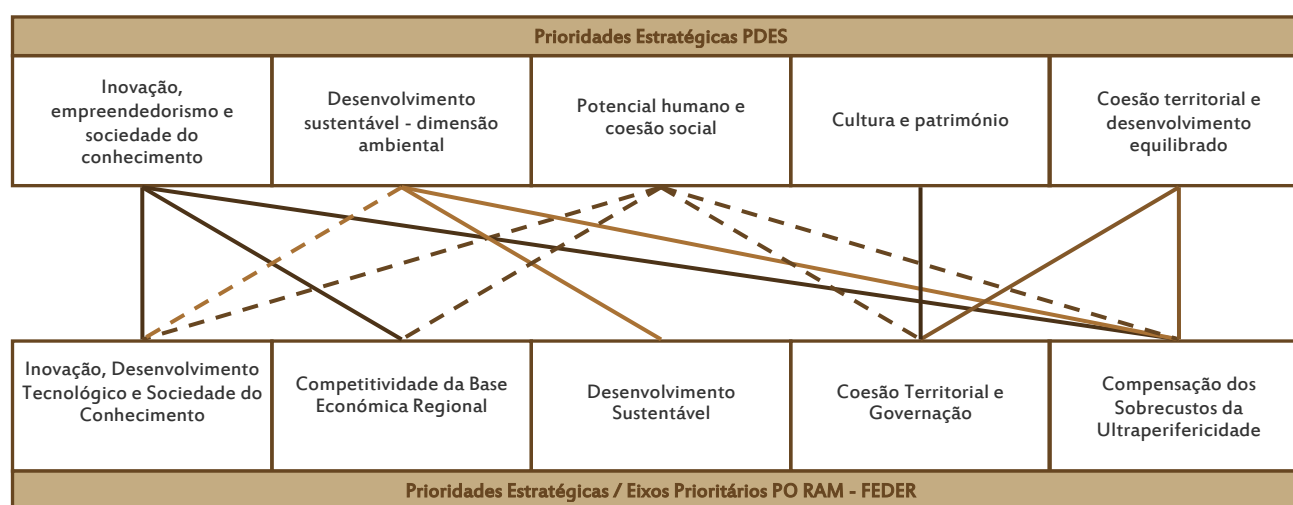 Prioridades Estratégicas PDES
Inovação,
empreendedorismo e
sociedade do
conhecimento
Desenvolvimento
sustentável - dimensão
ambiental
Potencial humano e
coesão social
Cultura e património
Coesão territorial e
desenvolvimento
equilibrado
Inovação, Desenvolvimento
Tecnológico e Sociedade do
Conhecimento
Competitividade da Base
Económica Regional
Desenvolvimento
Sustentável
Coesão Territorial e
Governação
Compensação dos
Sobrecustos da
Ultraperifericidade
Prioridades Estratégicas / Eixos Prioritários PO RAM - FEDER